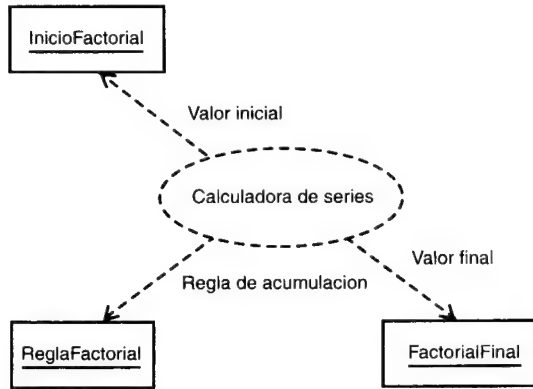 InicioFactorial
Valor inicial
Calculadora de series
Valor final
Regla de acumulacion
ReglaFactorial
FactorialFinal